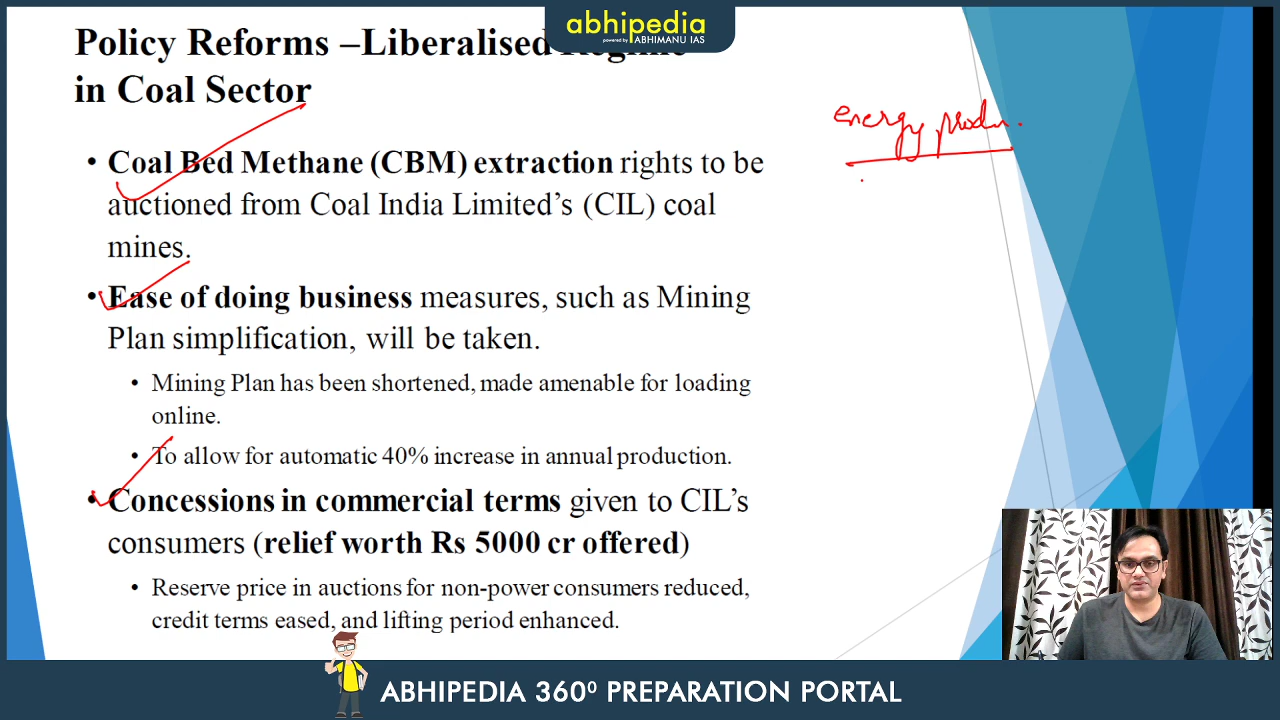 abhipedia
powered by ABHIMANU IAS
Policy Reforms –Liberalised Regime
in Coal Sector
energy produ.
• Coal Bed Methane (CBM) extraction rights to be
auctioned from Coal India Limited’s (CIL) coal
mines.
• Ease of doing business measures, such as Mining
Plan simplification, will be taken.
• Mining Plan has been shortened, made amenable for loading
online.
• To allow for automatic 40% increase in annual production.
• Concessions in commercial terms given to CIL’s
consumers (relief worth Rs 5000 cr offered)
• Reserve price in auctions for non-power consumers reduced,
credit terms eased, and lifting period enhanced.
ABHIPEDIA 360⁰ PREPARATION PORTAL